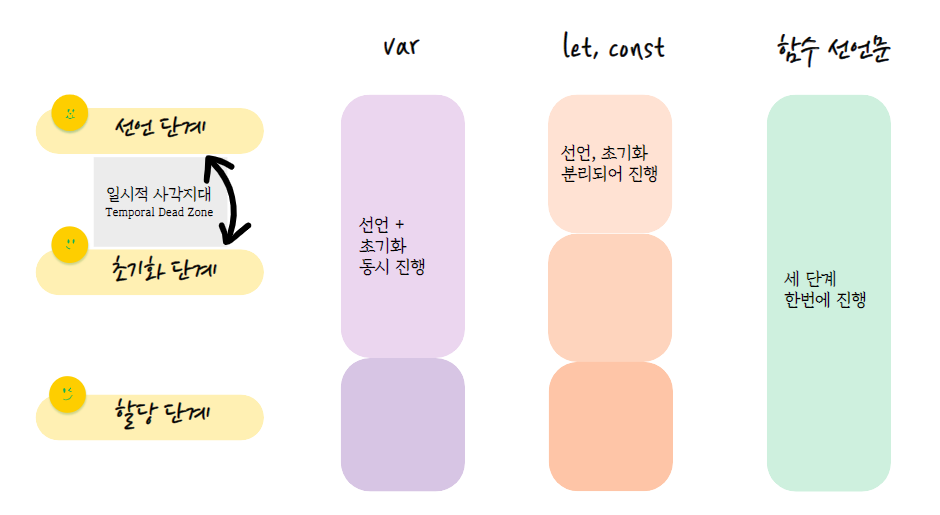 var
let, const
함수 선언문
선언 단계
일시적 사각지대
Temporal Dead Zone
초기화 단계
할당 단계
선언 +
초기화
동시 진행
선언, 초기화
분리되어 진행
세 단계
한번에 진행